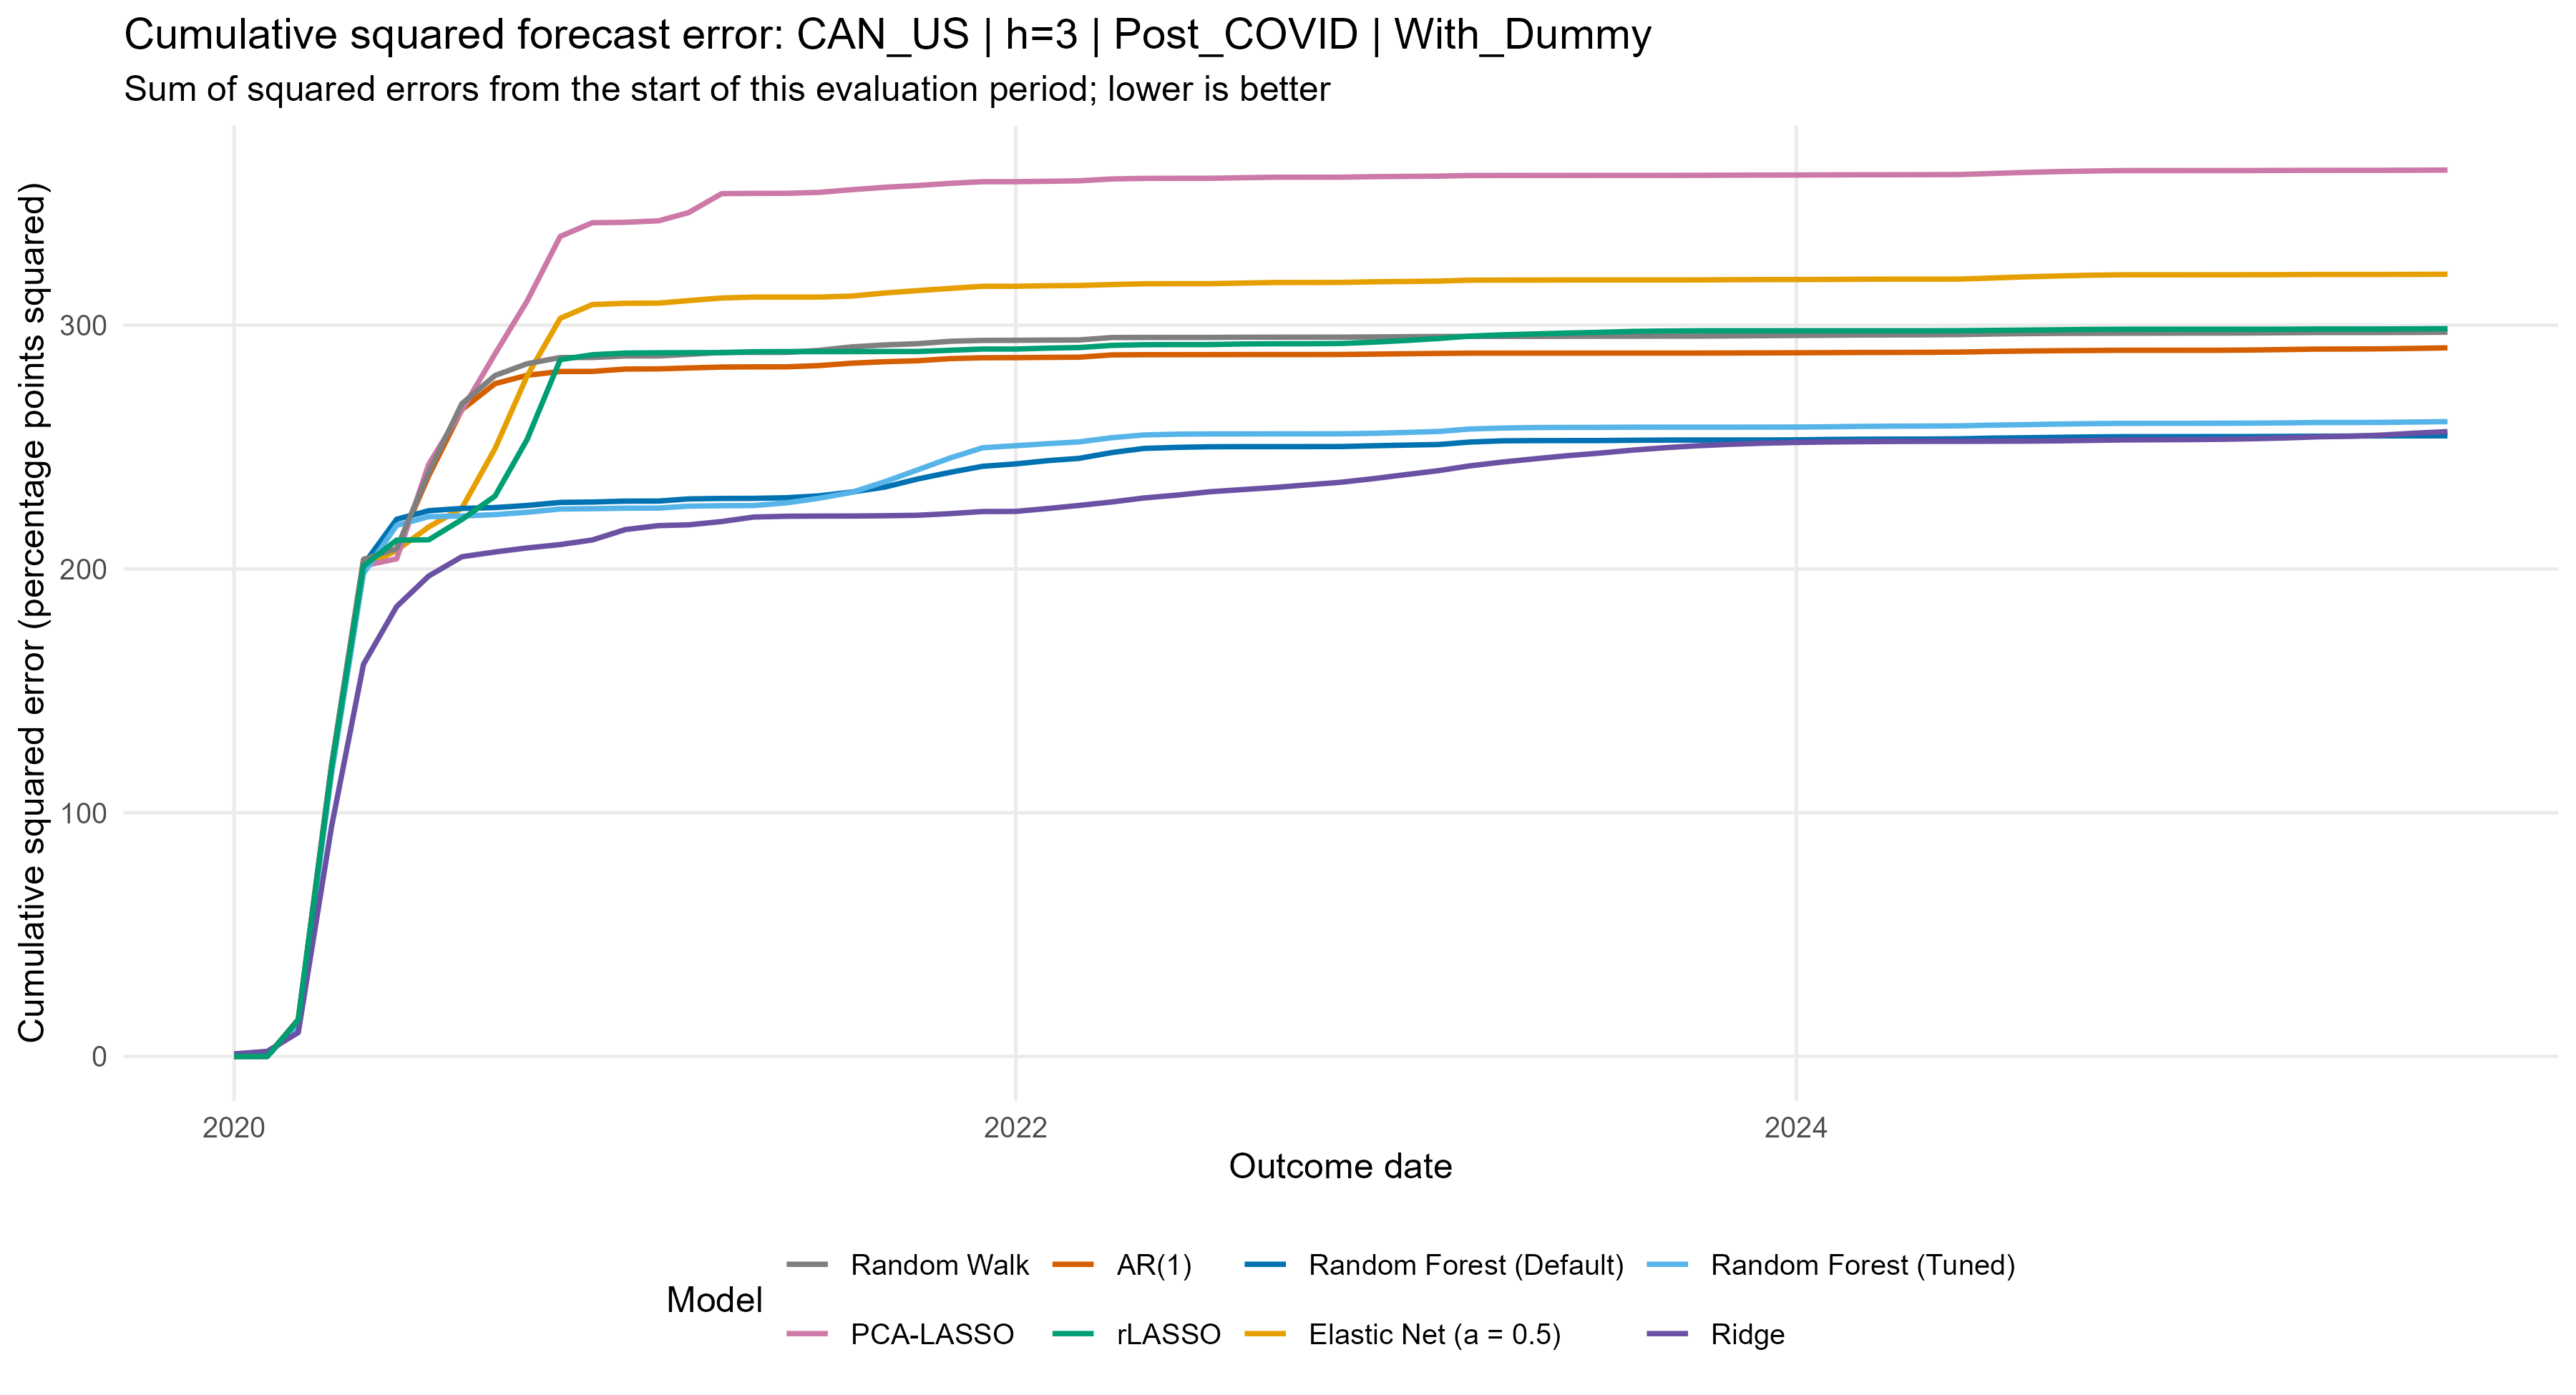 Cumulative squared forecast error: CAN_US | h=3 | Post_COVID | With_Dummy
Sum of squared errors from the start of this evaluation period; lower is better
Cumulative squared error (percentage points squared)
300
200
100
0
2020
2022
2024
Outcome date
Model
Random Walk
AR(1)
Random Forest (Default)
Random Forest (Tuned)
PCA-LASSO
rLASSO
Elastic Net (a = 0.5)
Ridge